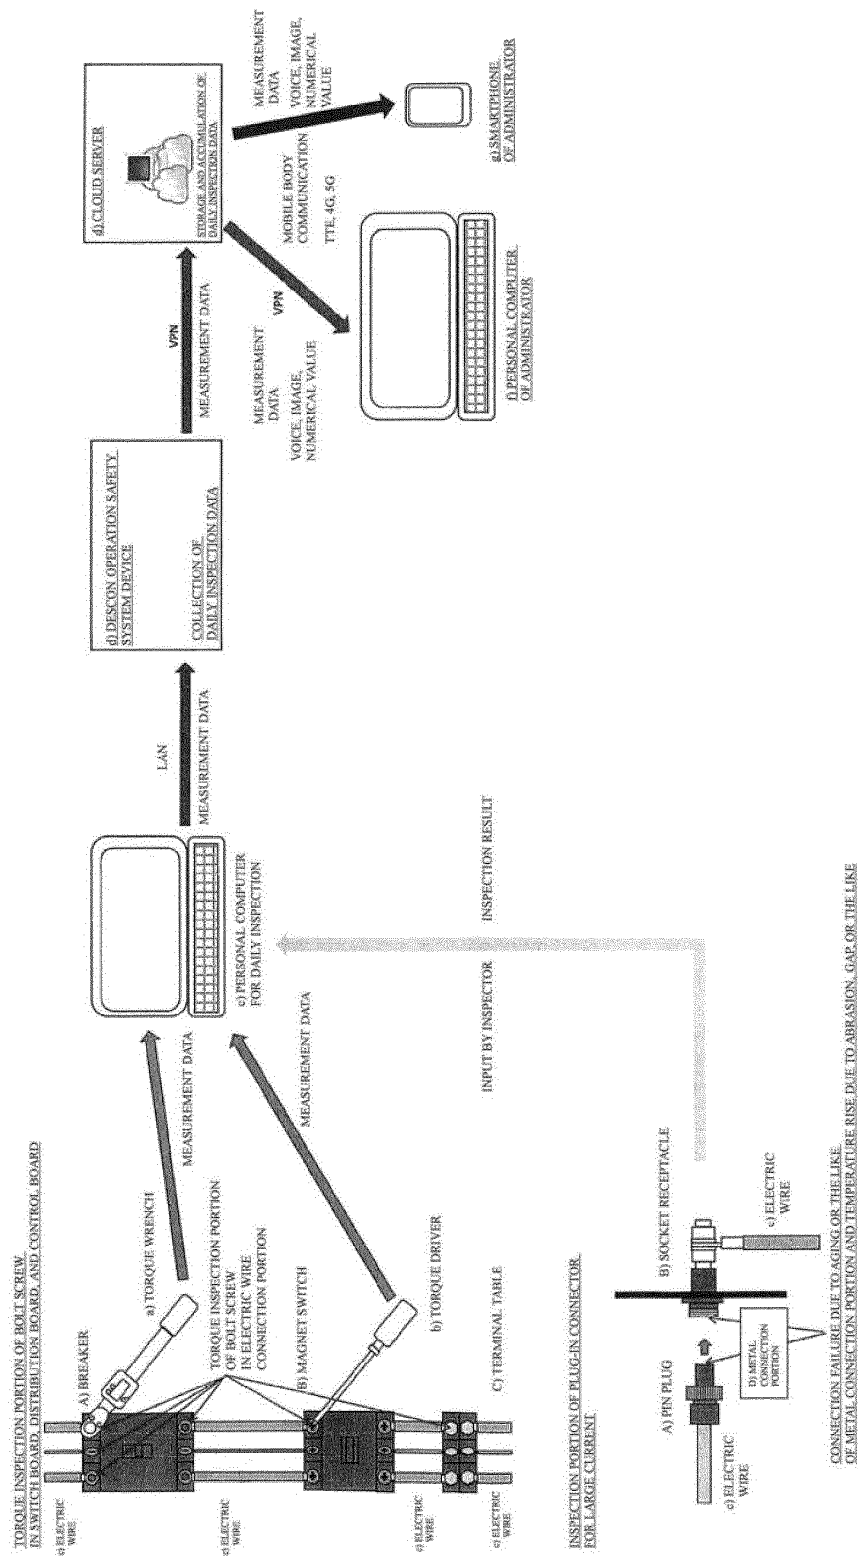 TORQUE INSPECTION PORTION OF BOLT SCREW
IN SWITCH BOARD, DISTRIBUTION BOARD, AND CONTROL BOARD
A) BREAKER
a) TORQUE WRENCH
TORQUE INSPECTION PORTION
OF BOLT SCREW
IN ELECTRIC WIRE
CONNECTION PORTION
B) MAGNET SWITCH
b) TORQUE DRIVER
C) TERMINAL TABLE
c) ELECTRIC
WIRE
c) ELECTRIC
WIRE
c) ELECTRIC
WIRE
c) ELECTRIC
WIRE
MEASUREMENT DATA
MEASUREMENT DATA
c) PERSONAL COMPUTER
FOR DAILY INSPECTION
LAN
MEASUREMENT DATA
d) DESCON OPERATION SAFETY
SYSTEM DEVICE
COLLECTION OF
DAILY INSPECTION DATA
VPN
MEASUREMENT DATA
d) CLOUD SERVER
STORAGE AND ACCUMULATION OF
DAILY INSPECTION DATA
MEASUREMENT
DATA
VOICE, IMAGE,
NUMERICAL VALUE
VPN
MOBILE BODY
COMMUNICATION
TTE, 4G, 5G
MEASUREMENT
DATA
VOICE, IMAGE,
NUMERICAL
VALUE
f) PERSONAL COMPUTER
OF ADMINISTRATOR
g) SMARTPHONE
OF ADMINISTRATOR
INSPECTION PORTION OF PLUG-IN CONNECTOR
FOR LARGE CURRENT
INPUT BY INSPECTOR
INSPECTION RESULT
A) PIN PLUG
B) SOCKET RECEPTACLE
c) ELECTRIC
WIRE
c) ELECTRIC
WIRE
D) METAL
CONNECTION
PORTION
CONNECTION FAILURE DUE TO AGING OR THE LIKE
OF METAL CONNECTION PORTION AND TEMPERATURE RISE DUE TO ABRASION, GAP, OR THE LIKE